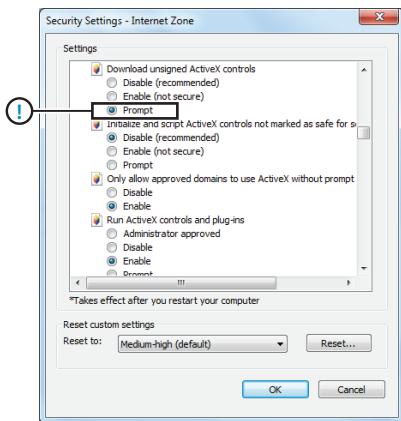 Security Settings - Internet Zone
Settings
Download unsigned ActiveX controls
Disable (recommended)
Enable (not secure)
!
Prompt
Initialize and script ActiveX controls not marked as safe for s
Disable (recommended)
Enable (not secure)
Prompt
Only allow approved domains to use ActiveX without prompt
Disable
Enable
Run ActiveX controls and plug-ins
Administrator approved
Disable
Enable
Prompt
*Takes effect after you restart your computer
Reset custom settings
Reset to:
Medium-high (default)
Reset...
OK
Cancel